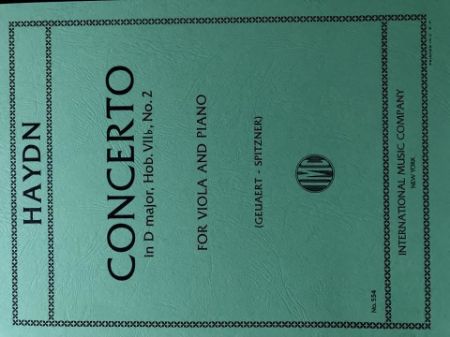 HAYDN
CONCERTO
in D major, Hob. VIIb, No. 2
FOR VIOLA AND PIANO
(GEUAERT - SPITZNER)
IMC
INTERNATIONAL MUSIC COMPANY
NEW YORK
No. 554